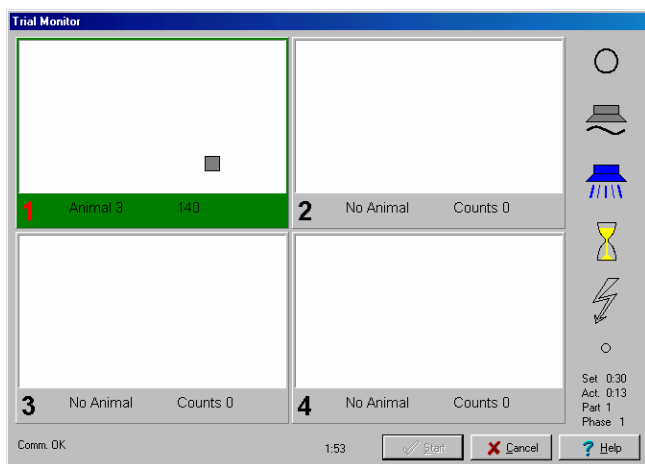 Trial Monitor
1 Animal 3 140
2 No Animal Counts 0
3 No Animal Counts 0
4 No Animal Counts 0
Set 0:30
Act. 0:13
Part 1
Phase 1
Comm. OK
1:53
Start
Cancel
? Help